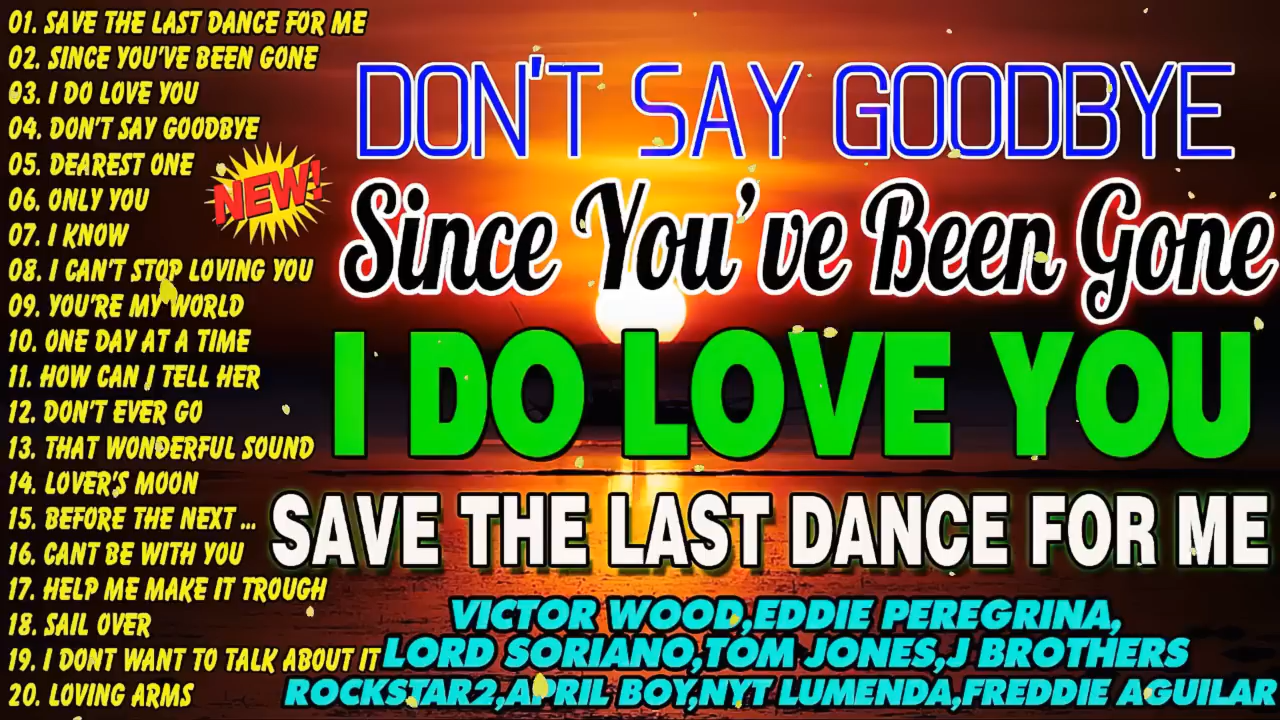 01. SAVE THE LAST DANCE FOR ME
02. SINCE YOU'VE BEEN GONE
03. I DO LOVE YOU
04. DON'T SAY GOODBYE
05. DEAREST ONE
06. ONLY YOU
07. I KNOW
08. I CAN'T STOP LOVING YOU
09. YOU'RE MY WORLD
10. ONE DAY AT A TIME
11. HOW CAN I TELL HER
12. DON'T EVER GO
13. THAT WONDERFUL SOUND
14. LOVER'S MOON
15. BEFORE THE NEXT ...
16. CANT BE WITH YOU
17. HELP ME MAKE IT TROUGH
18. SAIL OVER
19. I DONT WANT TO TALK ABOUT IT
20. LOVING ARMS
NEW!
DON'T SAY GOODBYE
Since You've Been Gone
I DO LOVE YOU
SAVE THE LAST DANCE FOR ME
VICTOR WOOD,EDDIE PEREGRINA,
LORD SORIANO,TOM JONES,J BROTHERS
ROCKSTAR2,APRIL BOY,NYT LUMENDA,FREDDIE AGUILAR